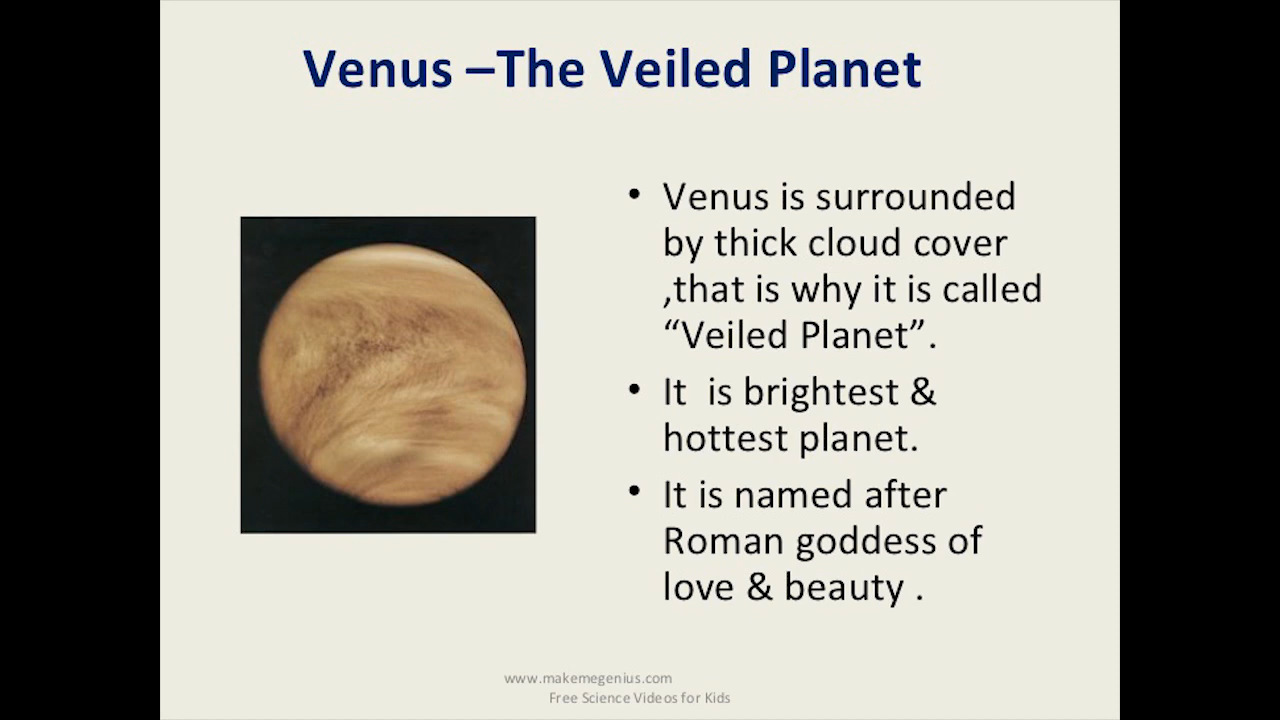 Venus –The Veiled Planet
• Venus is surrounded
by thick cloud cover
,that is why it is called
“Veiled Planet”.
• It  is brightest &
hottest planet.
• It is named after
Roman goddess of
love & beauty .
www.makemegenius.com
Free Science Videos for Kids